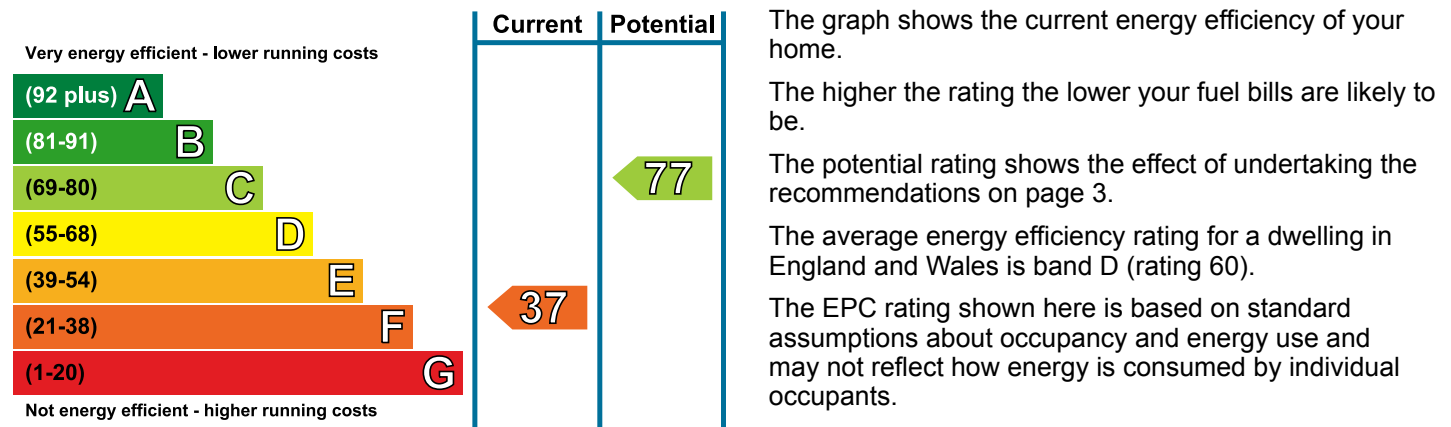 Current Potential
Very energy efficient - lower running costs
(92 plus) A
(81-91) B
(69-80) C
77
(55-68) D
(39-54) E
37
(21-38) F
(1-20) G
Not energy efficient - higher running costs
The graph shows the current energy efficiency of your
home.
The higher the rating the lower your fuel bills are likely to
be.
The potential rating shows the effect of undertaking the
recommendations on page 3.
The average energy efficiency rating for a dwelling in
England and Wales is band D (rating 60).
The EPC rating shown here is based on standard
assumptions about occupancy and energy use and
may not reflect how energy is consumed by individual
occupants.